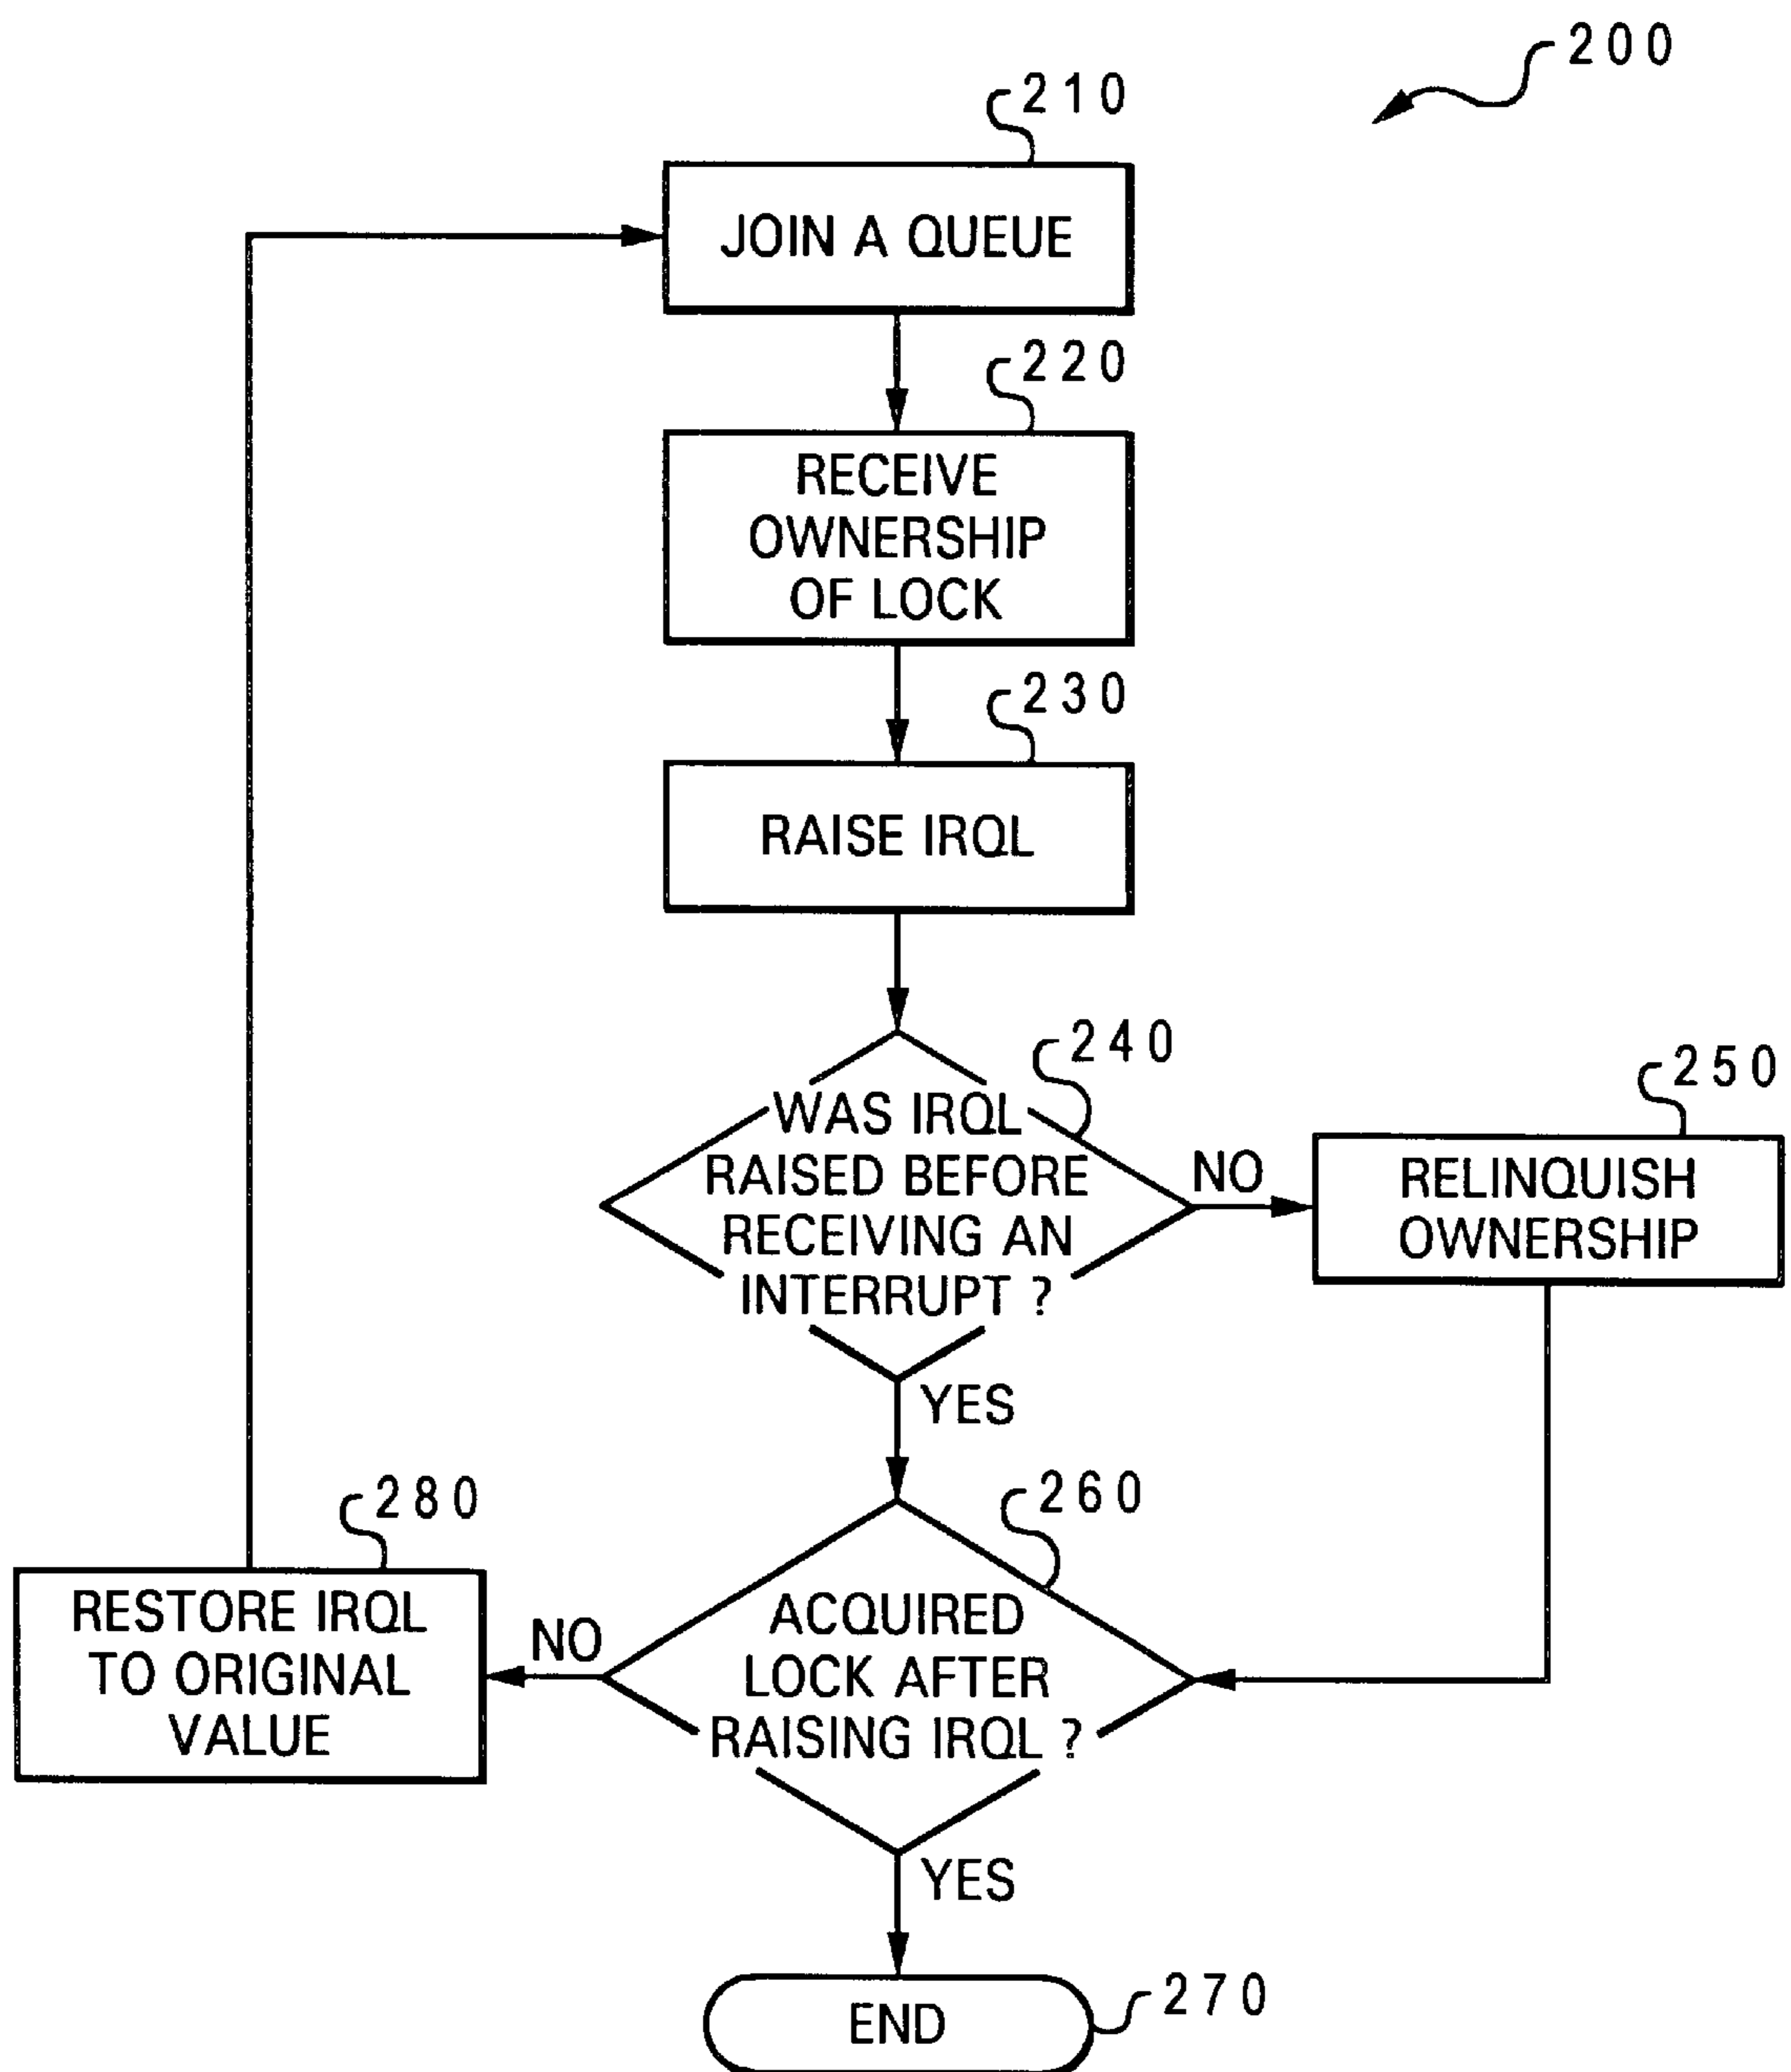 200
210
JOIN A QUEUE
220
RECEIVE
OWNERSHIP
OF LOCK
230
RAISE IRQL
240
WAS IRQL
RAISED BEFORE
RECEIVING AN
INTERRUPT ?
NO
250
RELINQUISH
OWNERSHIP
YES
260
ACQUIRED
LOCK AFTER
RAISING IRQL ?
NO
280
RESTORE IRQL
TO ORIGINAL
VALUE
YES
END
270